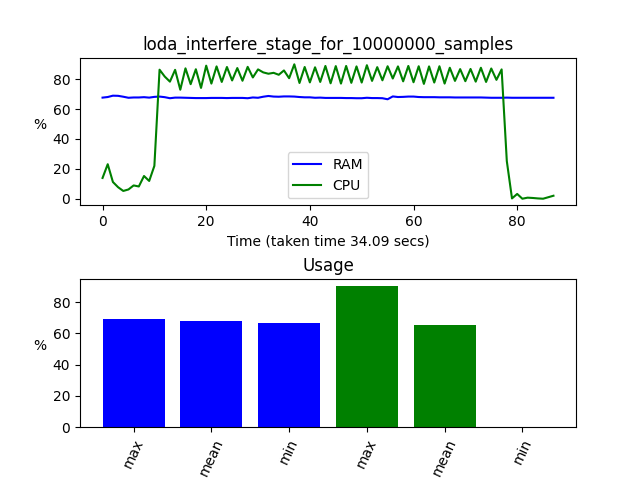 loda_interfere_stage_for_10000000_samples
%
80
60
40
20
0
RAM
CPU
0 20 40 60 80
Time (taken time 34.09 secs)
Usage
%
80
60
40
20
0
max mean min max mean min